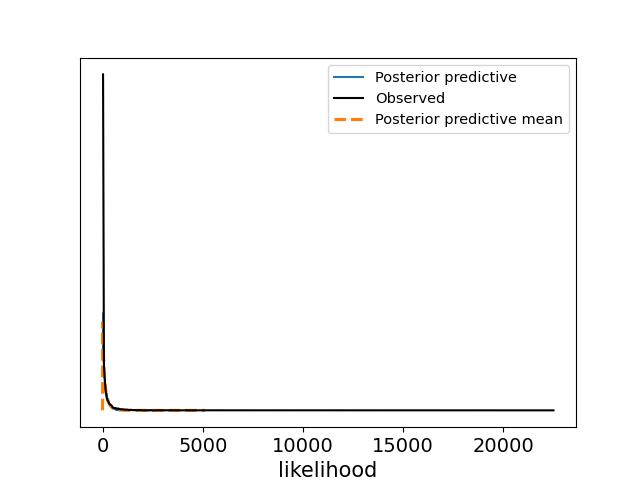 Posterior predictive
Observed
Posterior predictive mean
0 5000 10000 15000 20000
likelihood